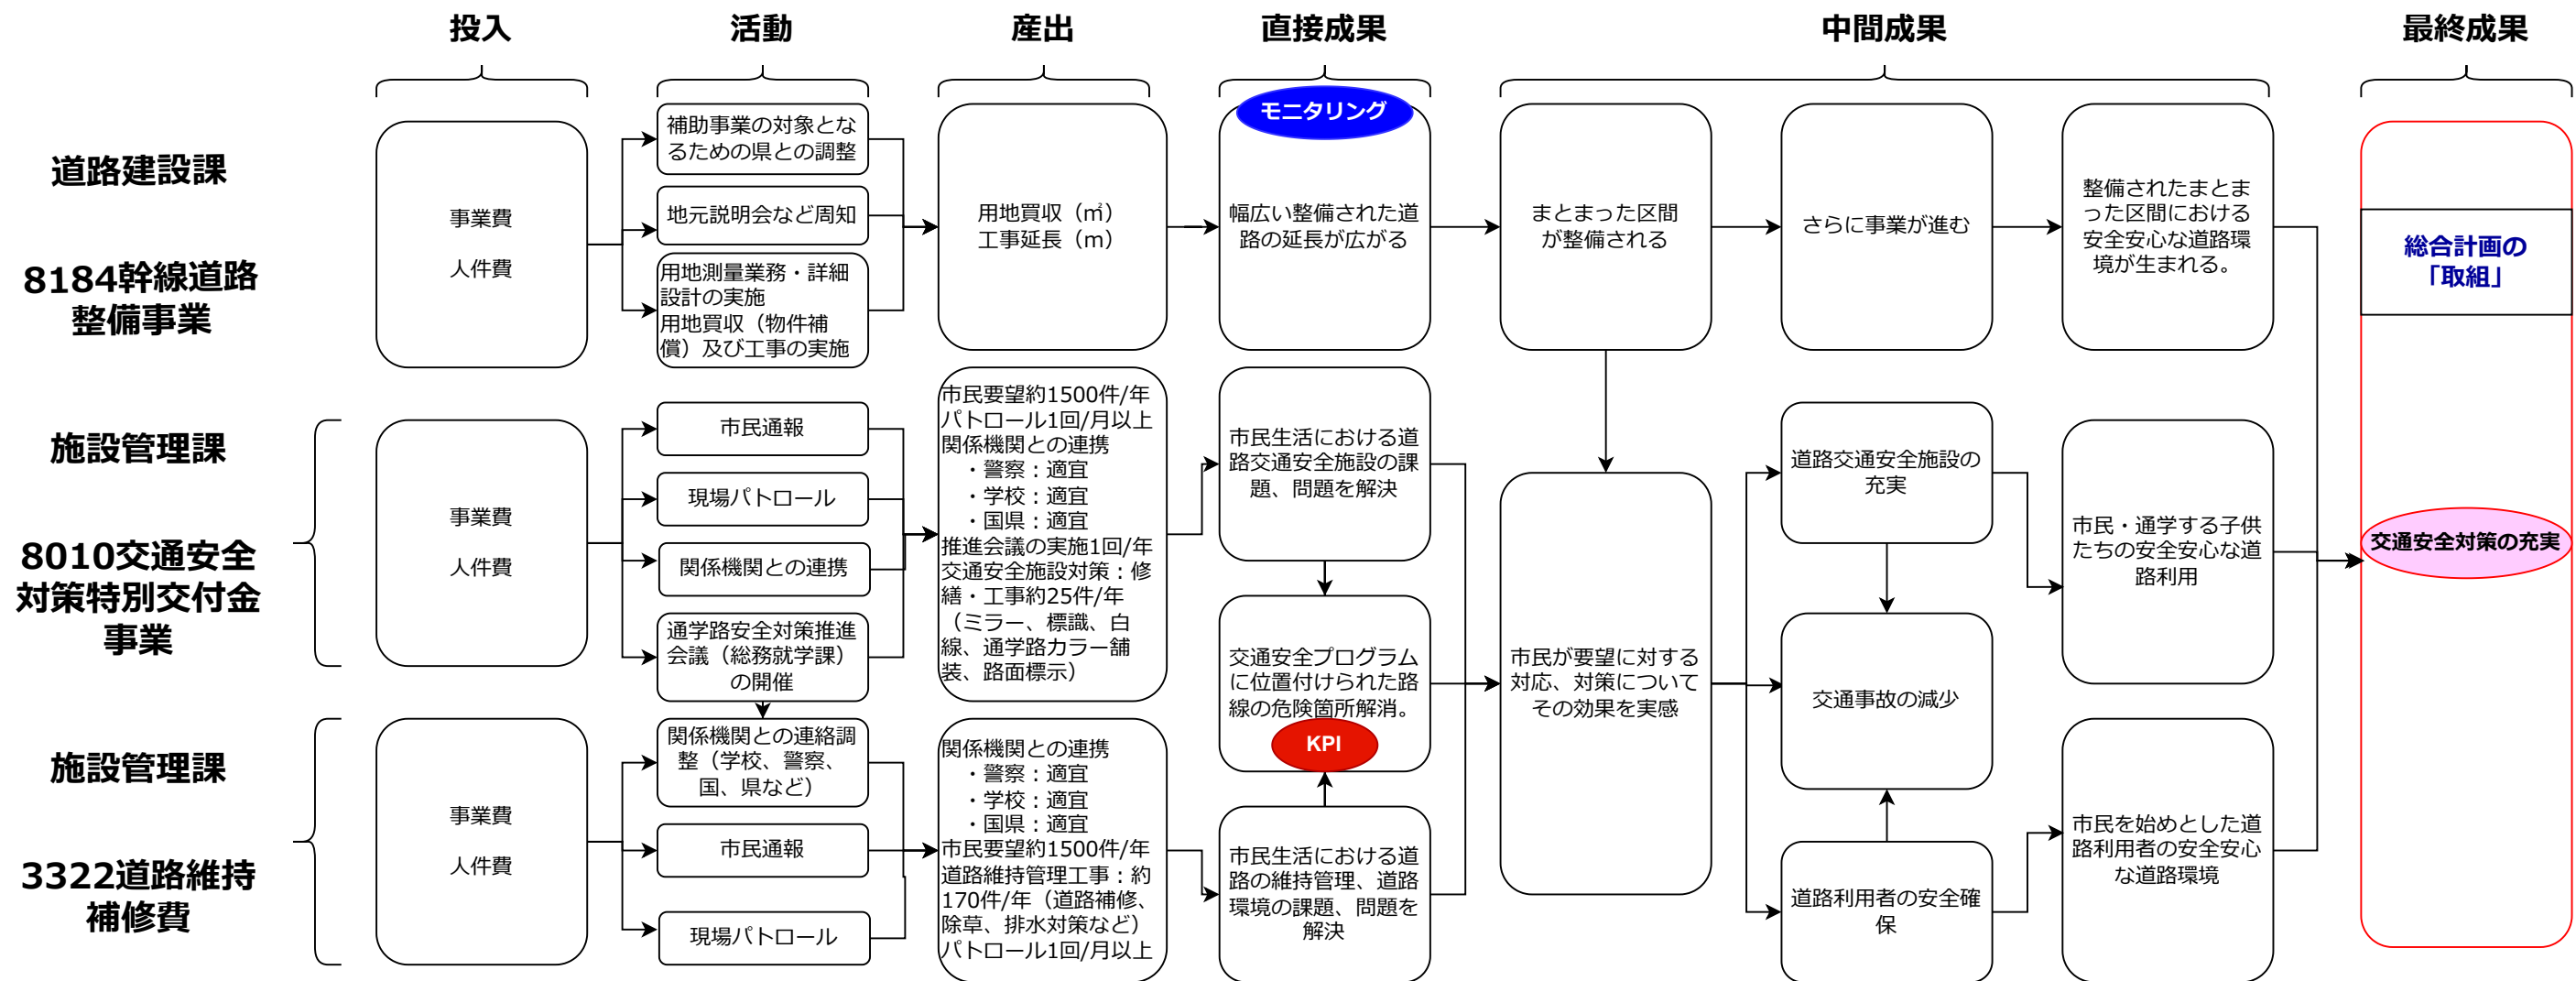 投入
活動
産出
直接成果
中間成果
最終成果
道路建設課
8184幹線道路
整備事業
事業費
人件費
補助事業の対象とな
るための県との調整
地元説明会など周知
用地測量業務・詳細
設計の実施
用地買収（物件補
償）及び工事の実施
用地買収（㎡）
工事延長（m）
モニタリング
幅広い整備された道
路の延長が広がる
まとまった区間
が整備される
さらに事業が進む
整備されたまとま
った区間における
安全安心な道路環
境が生まれる。
総合計画の
「取組」
施設管理課
8010交通安全
対策特別交付金
事業
事業費
人件費
市民通報
現場パトロール
関係機関との連携
通学路安全対策推進
会議（総務就学課）
の開催
市民要望約1500件/年
パトロール1回/月以上
関係機関との連携
・警察：適宜
・学校：適宜
・国県：適宜
推進会議の実施1回/年
交通安全施設対策：修
繕・工事約25件/年
（ミラー、標識、白
線、通学路カラー舗
装、路面標示）
市民生活における道
路交通安全施設の課
題、問題を解決
交通安全プログラム
に位置付けられた路
線の危険箇所解消。
KPI
市民が要望に対する
対応、対策について
その効果を実感
道路交通安全施設の
充実
交通事故の減少
市民・通学する子供
たちの安全安心な道
路利用
交通安全対策の充実
施設管理課
3322道路維持
補修費
事業費
人件費
関係機関との連絡調
整（学校、警察、
国、県など）
市民通報
現場パトロール
関係機関との連携
・警察：適宜
・学校：適宜
・国県：適宜
市民要望約1500件/年
道路維持管理工事：約
170件/年（道路補修、
除草、排水対策など）
パトロール1回/月以上
市民生活における道
路の維持管理、道路
環境の課題、問題を
解決
道路利用者の安全確
保
市民を始めとした道
路利用者の安全安心
な道路環境